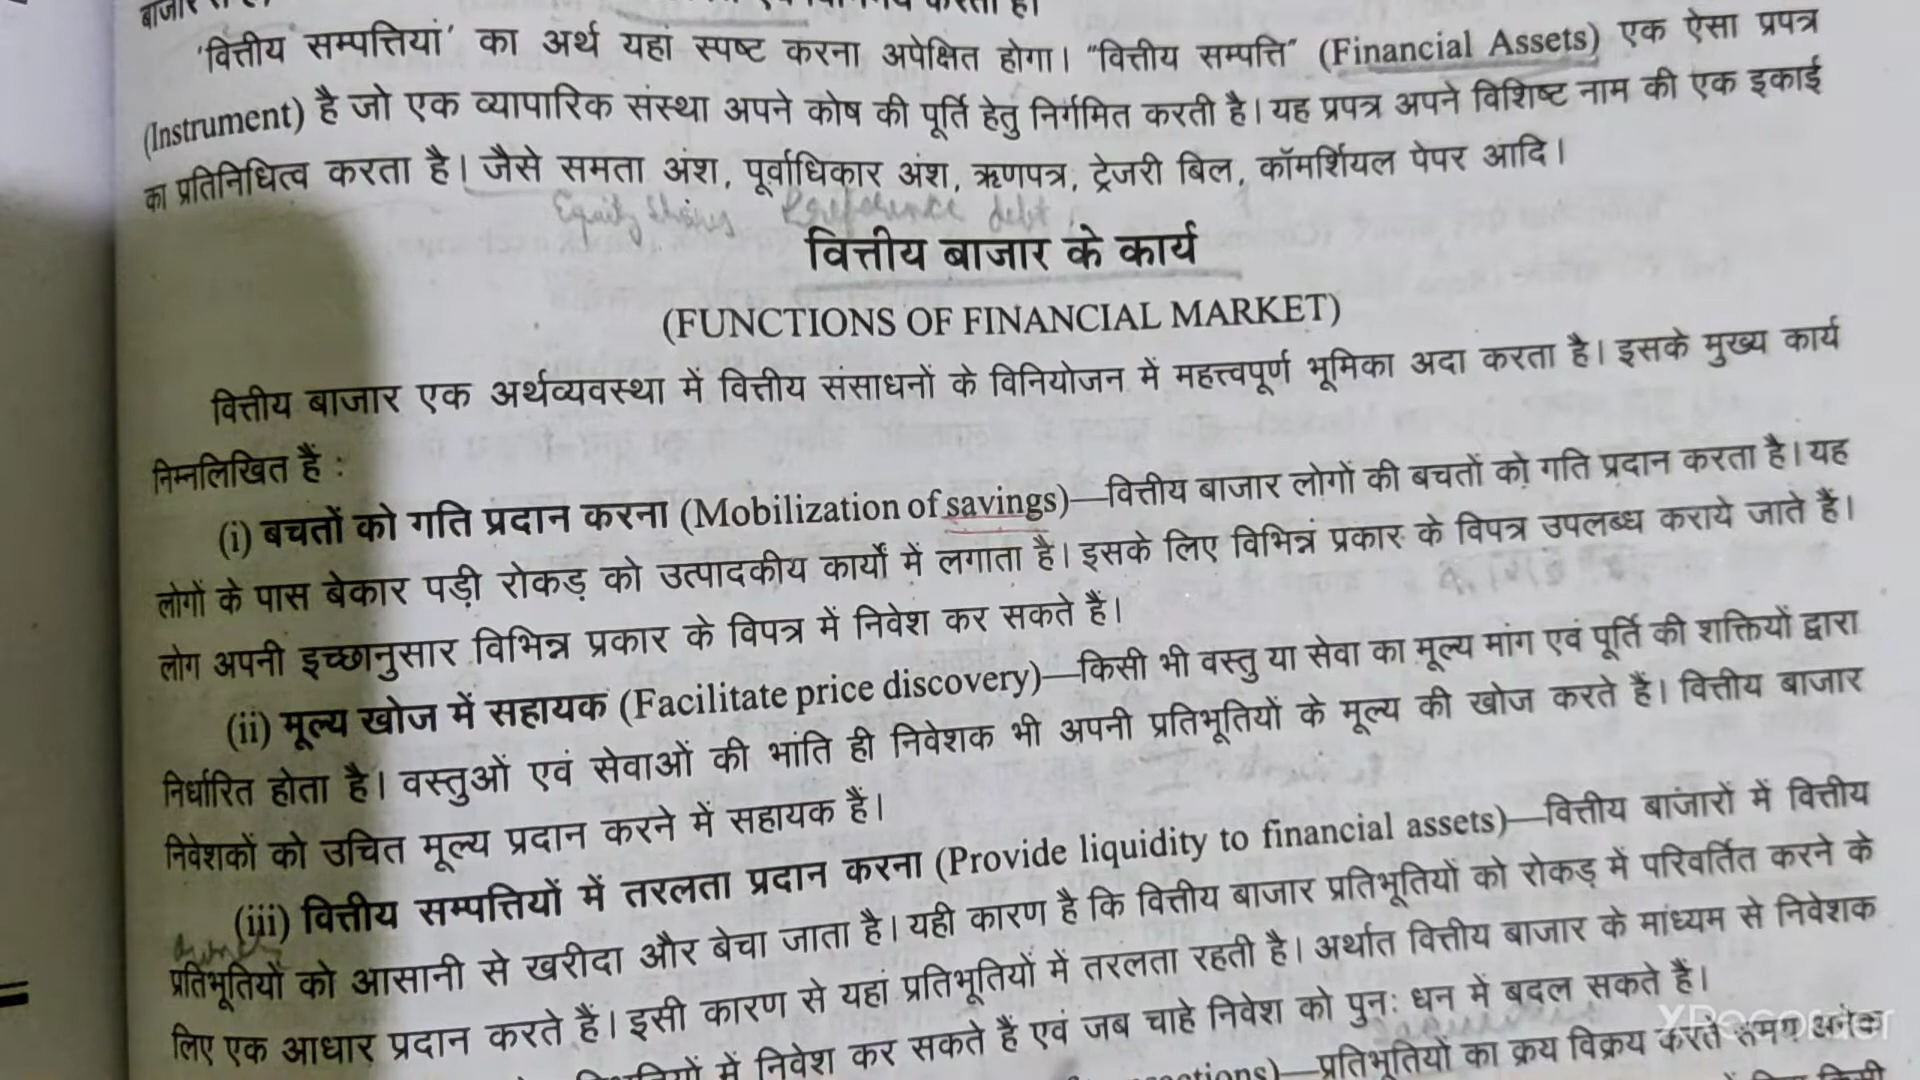 'वित्तीय सम्पत्तियां' का अर्थ यहां स्पष्ट करना अपेक्षित होगा। "वित्तीय सम्पत्ति" (Financial Assets) एक ऐसा प्रपत्र
(Instrument) है जो एक व्यापारिक संस्था अपने कोष की पूर्ति हेतु निर्गमित करती है। यह प्रपत्र अपने विशिष्ट नाम की एक इकाई
का प्रतिनिधित्व करता है। जैसे समता अंश, पूर्वाधिकार अंश, ऋणपत्र, ट्रेजरी बिल, कॉमर्शियल पेपर आदि।
Equity Preference debt
वित्तीय बाजार के कार्य
(FUNCTIONS OF FINANCIAL MARKET)
वित्तीय बाजार एक अर्थव्यवस्था में वित्तीय संसाधनों के विनियोजन में महत्त्वपूर्ण भूमिका अदा करता है। इसके मुख्य कार्य
निम्नलिखित हैं :
(i) बचतों को गति प्रदान करना (Mobilization of savings)—वित्तीय बाजार लोगों की बचतों को गति प्रदान करता है। यह
लोगों के पास बेकार पड़ी रोकड़ को उत्पादकीय कार्यों में लगाता है। इसके लिए विभिन्न प्रकार के विपत्र उपलब्ध कराये जाते हैं।
लोग अपनी इच्छानुसार विभिन्न प्रकार के विपत्र में निवेश कर सकते हैं।
(ii) मूल्य खोज में सहायक (Facilitate price discovery)—किसी भी वस्तु या सेवा का मूल्य मांग एवं पूर्ति की शक्तियों द्वारा
निर्धारित होता है। वस्तुओं एवं सेवाओं की भांति ही निवेशक भी अपनी प्रतिभूतियों के मूल्य की खोज करते हैं। वित्तीय बाजार
निवेशकों को उचित मूल्य प्रदान करने में सहायक हैं।
(iii) वित्तीय सम्पत्तियों में तरलता प्रदान करना (Provide liquidity to financial assets)—वित्तीय बाजारों में वित्तीय
प्रतिभूतियों को आसानी से खरीदा और बेचा जाता है। यही कारण है कि वित्तीय बाजार प्रतिभूतियों को रोकड़ में परिवर्तित करने के
लिए एक आधार प्रदान करते हैं। इसी कारण से यहां प्रतिभूतियों में तरलता रहती है। अर्थात वित्तीय बाजार के माध्यम से निवेशक
में निवेश कर सकते हैं एवं जब चाहे निवेश को पुनः धन में बदल सकते हैं।
प्रतिभूतियों का क्रय विक्रय करते
XRecorder